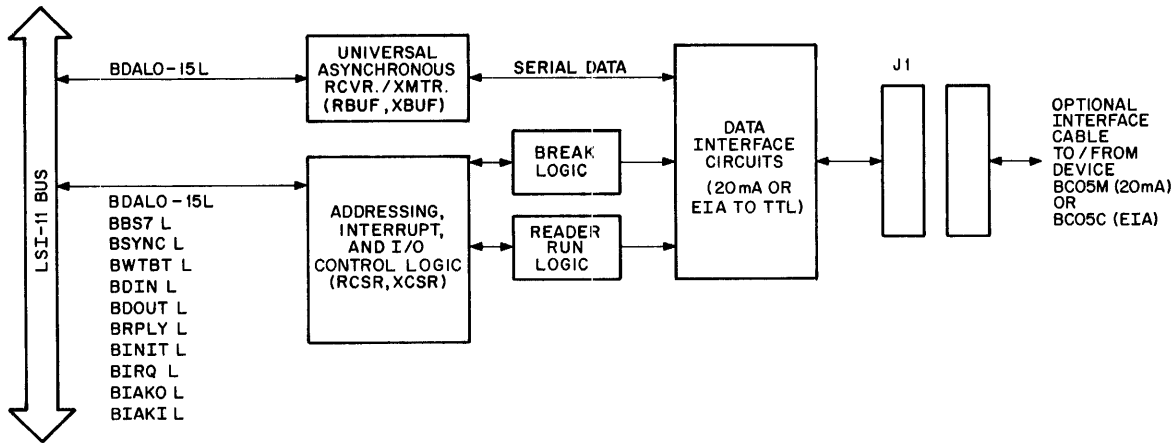 LSI-11 BUS
BDALO-15L
UNIVERSAL
ASYNCHRONOUS
RCVR./XMTR.
(RBUF,XBUF)
SERIAL DATA
BDALO-15L
BBS7 L
BSYNC L
BWTBT L
BDIN L
BDOUT L
BRPLY L
BINIT L
BIRQ L
BIAKO L
BIAKI L
ADDRESSING,
INTERRUPT,
AND I/O
CONTROL LOGIC
(RCSR,XCSR)
BREAK
LOGIC
READER
RUN
LOGIC
DATA
INTERFACE
CIRCUITS
(20mA OR
EIA TO TTL)
J1
OPTIONAL
INTERFACE
CABLE
TO/FROM
DEVICE
BC05M (20mA)
OR
BC05C (EIA)